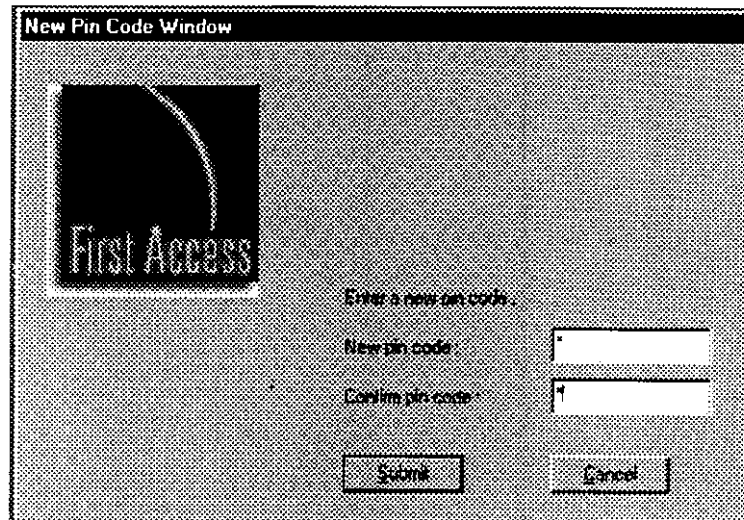 New Pin Code Window
First Access
Enter a new pin code :
New pin code : *
Confirm pin code : *
Submit Cancel